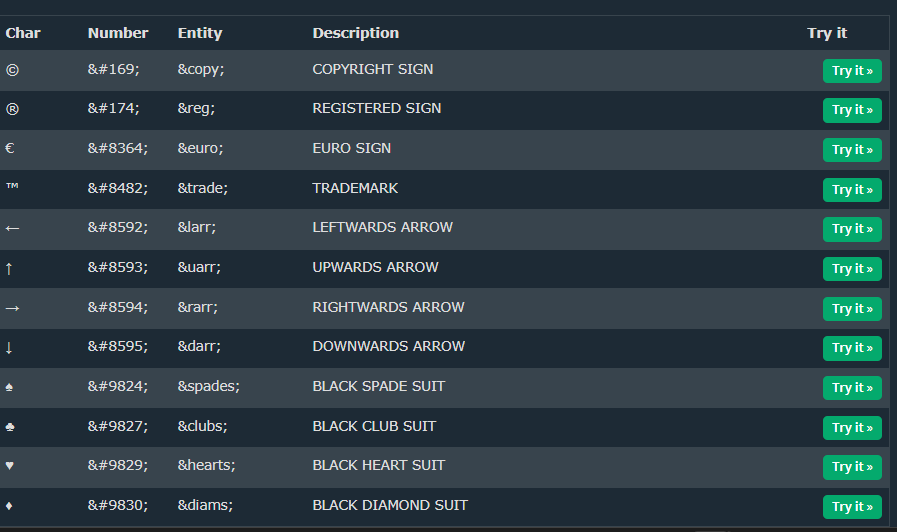 Char Number Entity Description Try it
© &#169; &copy; COPYRIGHT SIGN Try it »
® &#174; &reg; REGISTERED SIGN Try it »
€ &#8364; &euro; EURO SIGN Try it »
™ &#8482; &trade; TRADEMARK Try it »
← &#8592; &larr; LEFTWARDS ARROW Try it »
↑ &#8593; &uarr; UPWARDS ARROW Try it »
→ &#8594; &rarr; RIGHTWARDS ARROW Try it »
↓ &#8595; &darr; DOWNWARDS ARROW Try it »
♠ &#9824; &spades; BLACK SPADE SUIT Try it »
♣ &#9827; &clubs; BLACK CLUB SUIT Try it »
♥ &#9829; &hearts; BLACK HEART SUIT Try it »
♦ &#9830; &diams; BLACK DIAMOND SUIT Try it »